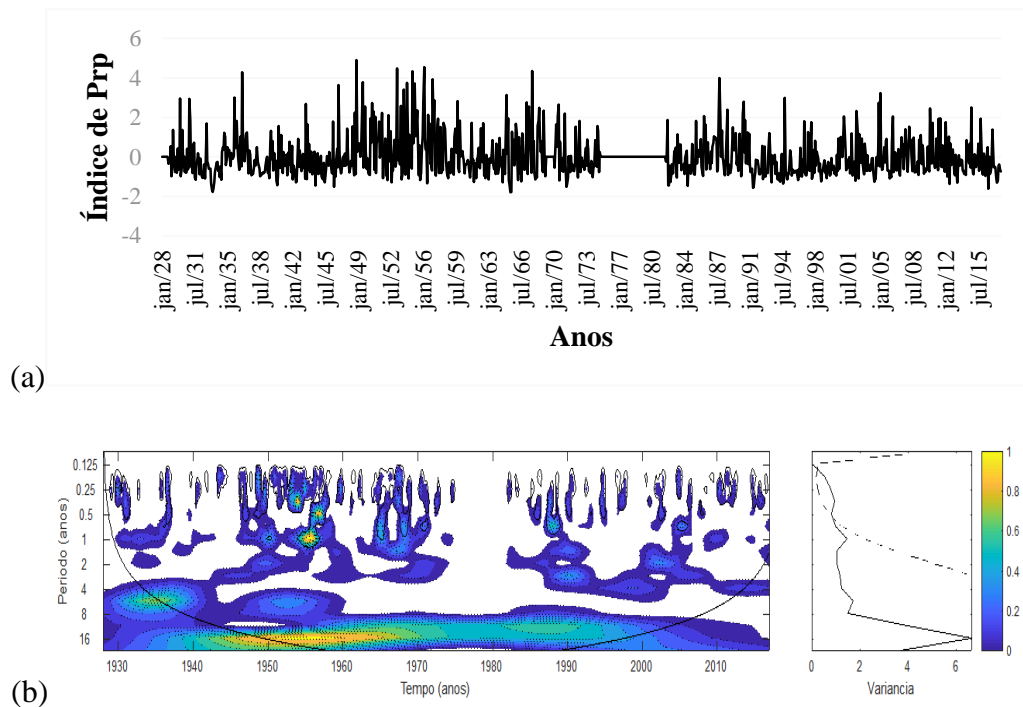 6
4
2
0
-2
-4
Índice de Prp
jan/28
jul/31
jan/35
jul/38
jan/42
jul/45
jan/49
jul/52
jan/56
jul/59
jan/63
jul/66
jan/70
jul/73
jan/77
jul/80
jan/84
jul/87
jan/91
jul/94
jan/98
jul/01
jan/05
jul/08
jan/12
jul/15
Anos
(a)
0.125
0.25
0.5
1
2
4
8
16
Periodo (anos)
1930 1940 1950 1960 1970 1980 1990 2000 2010
Tempo (anos)
0 2 4 6
Variancia
1
0.8
0.6
0.4
0.2
0
(b)